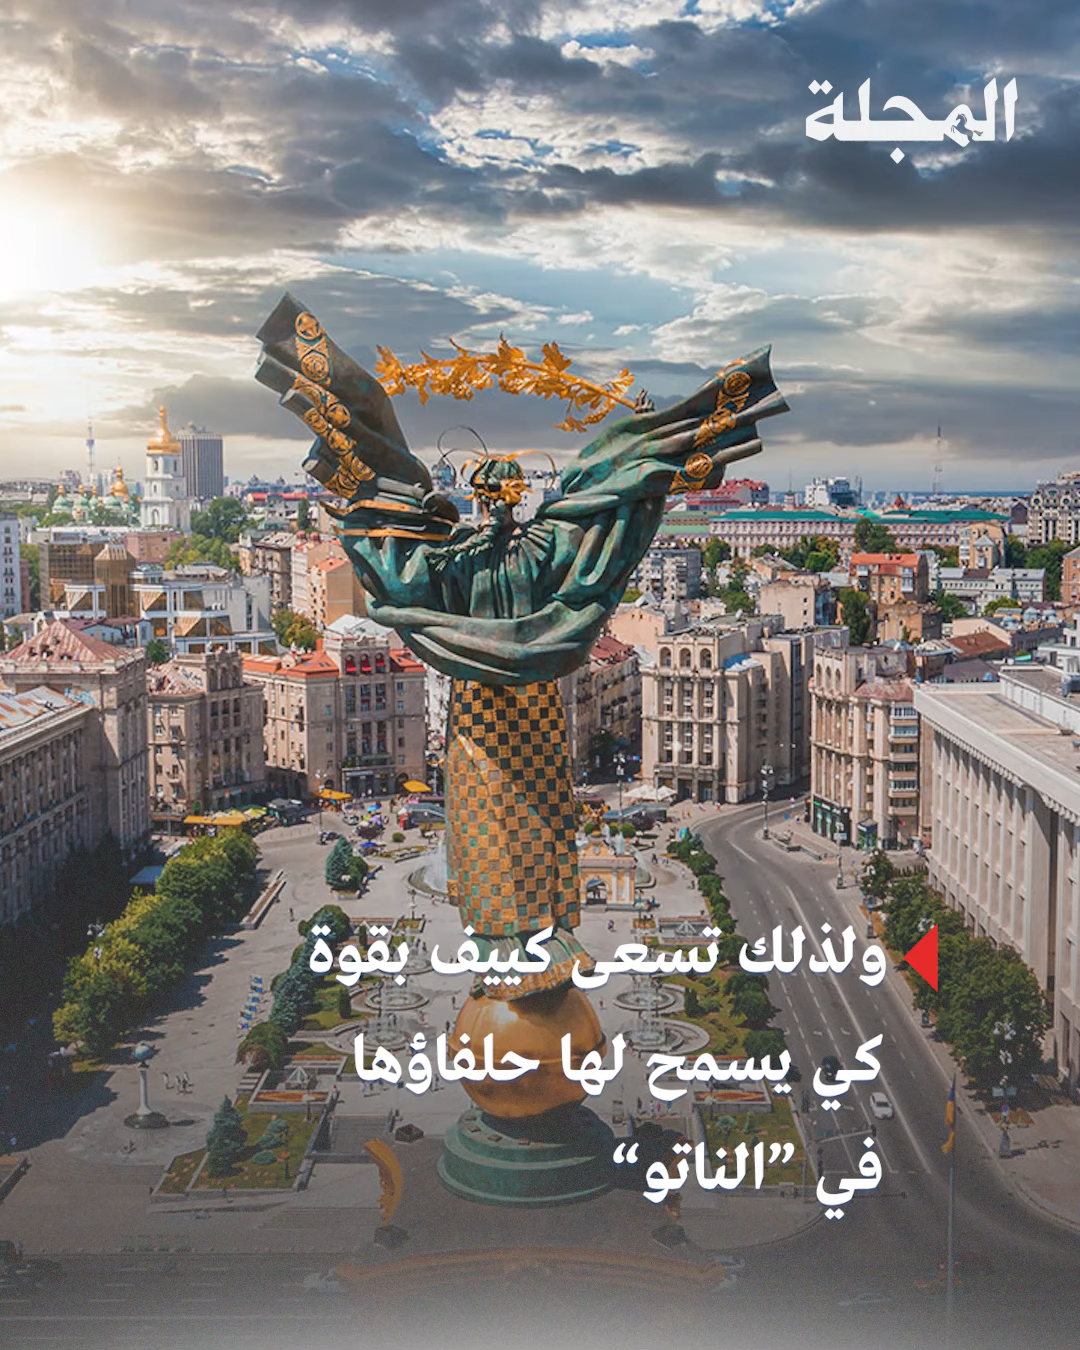 المجلة
ولذلك تسعى كييف بقوة
كي يسمح لها حلفاؤها
في ”الناتو“